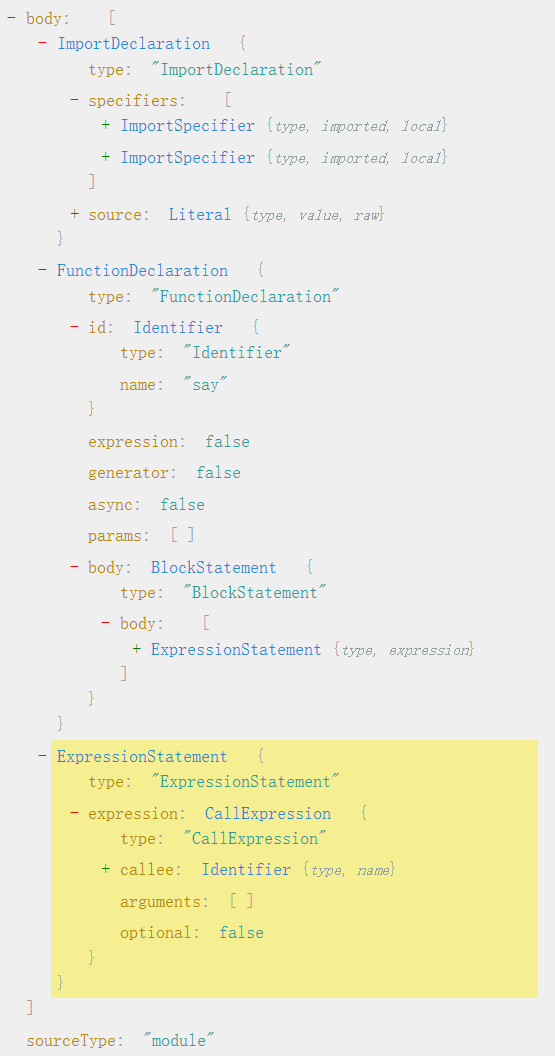 - body: [
- ImportDeclaration {
type: "ImportDeclaration"
- specifiers: [
+ ImportSpecifier {type, imported, local}
+ ImportSpecifier {type, imported, local}
]
+ source: Literal {type, value, raw}
}
- FunctionDeclaration {
type: "FunctionDeclaration"
- id: Identifier {
type: "Identifier"
name: "say"
}
expression: false
generator: false
async: false
params: [ ]
- body: BlockStatement {
type: "BlockStatement"
- body: [
+ ExpressionStatement {type, expression}
]
}
}
- ExpressionStatement {
type: "ExpressionStatement"
- expression: CallExpression {
type: "CallExpression"
+ callee: Identifier {type, name}
arguments: [ ]
optional: false
}
}
]
sourceType: "module"